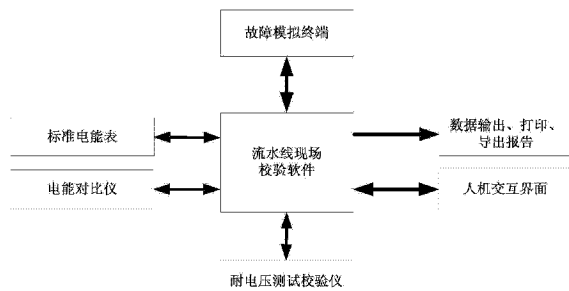 故障模拟终端
标准电能表
流水线现场
校验软件
数据输出、打印、
导出报告
电能对比仪
人机交互界面
耐电压测试校验仪